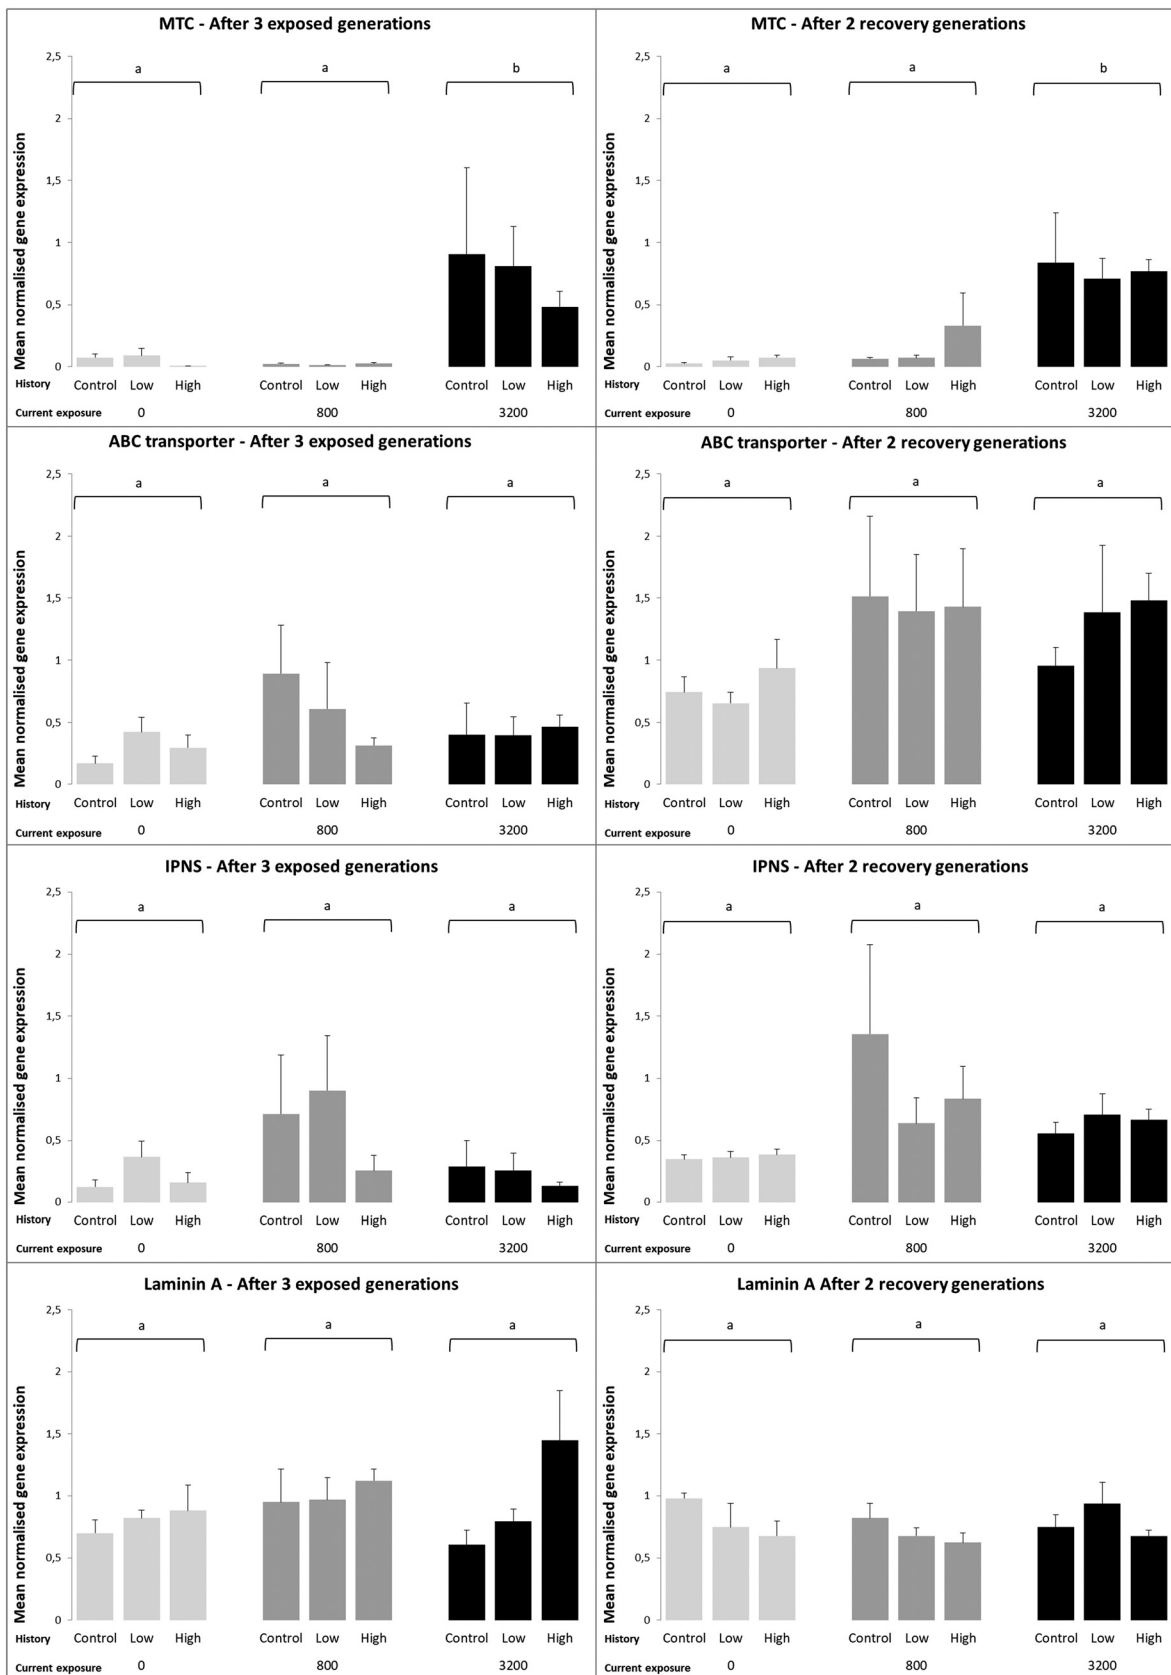 MTC - After 3 exposed generations
Mean normalised gene expression
2,5
2
1,5
1
0,5
0
a a b
History Control Low High Control Low High Control Low High
Current exposure 0 800 3200
MTC - After 2 recovery generations
Mean normalised gene expression
2,5
2
1,5
1
0,5
0
a a b
History Control Low High Control Low High Control Low High
Current exposure 0 800 3200
ABC transporter - After 3 exposed generations
Mean normalised gene expression
2,5
2
1,5
1
0,5
0
a a a
History Control Low High Control Low High Control Low High
Current exposure 0 800 3200
ABC transporter - After 2 recovery generations
Mean normalised gene expression
2,5
2
1,5
1
0,5
0
a a a
History Control Low High Control Low High Control Low High
Current exposure 0 800 3200
IPNS - After 3 exposed generations
Mean normalised gene expression
2,5
2
1,5
1
0,5
0
a a a
History Control Low High Control Low High Control Low High
Current exposure 0 800 3200
IPNS - After 2 recovery generations
Mean normalised gene expression
2,5
2
1,5
1
0,5
0
a a a
History Control Low High Control Low High Control Low High
Current exposure 0 800 3200
Laminin A - After 3 exposed generations
Mean normalised gene expression
2,5
2
1,5
1
0,5
0
a a a
History Control Low High Control Low High Control Low High
Current exposure 0 800 3200
Laminin A After 2 recovery generations
Mean normalised gene expression
2,5
2
1,5
1
0,5
0
a a a
History Control Low High Control Low High Control Low High
Current exposure 0 800 3200